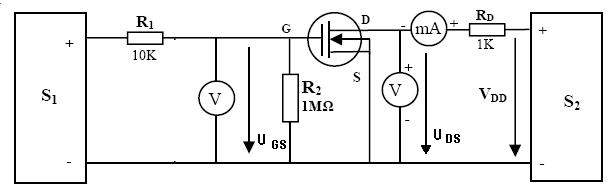 S1
+
-
R1
10K
V
U GS
G
R2
1MΩ
D
S
-
mA
+
V
+
-
U DS
RD
1K
VDD
+
-
S2